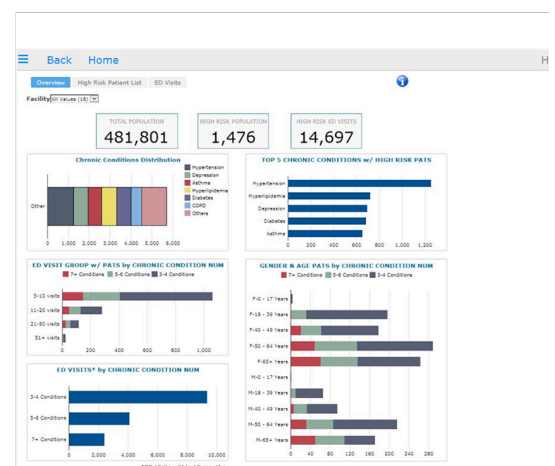 Back Home H
Overview High Risk Patient List ED Visits
Facility All Values (16)
TOTAL POPULATION HIGH RISK POPULATION HIGH RISK ED VISITS
481,801 1,476 14,697
Chronic Conditions Distribution
Hypertension
Depression
Asthma
Hyperlipidemia
Diabetes
COPD
Others
Other
0 1,000 2,000 3,000 4,000 5,000 6,000
TOP 5 CHRONIC CONDITIONS w/ HIGH RISK PATS
Hypertension
Hyperlipidemia
Depression
Diabetes
Asthma
0 200 400 600 800 1,000 1,200
ED VISIT GROUP w/ PATS by CHRONIC CONDITION NUM
7+ Conditions 5-6 Conditions 3-4 Conditions
5-10 visits
11-20 visits
21-50 visits
51+ visits
0 200 400 600 800 1,000
GENDER & AGE PATS by CHRONIC CONDITION NUM
7+ Conditions 5-6 Conditions 3-4 Conditions
F-0 - 17 Years
F-18 - 39 Years
F-40 - 49 Years
F-50 - 64 Years
F-65+ Years
M-0 - 17 Years
M-18 - 39 Years
M-40 - 49 Years
M-50 - 64 Years
M-65+ Years
0 40 80 120 160 200 240 280
ED VISITS* by CHRONIC CONDITION NUM
3-4 Conditions
5-6 Conditions
7+ Conditions
0 2,000 4,000 6,000 8,000 10,000